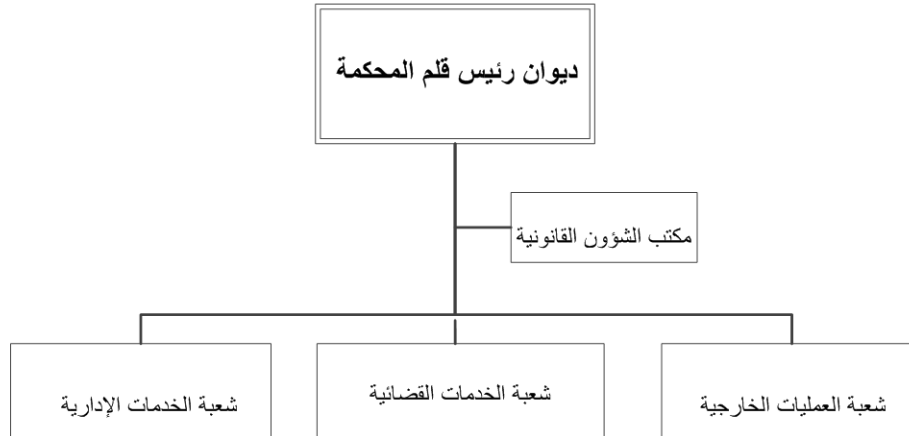 ديوان رئيس قلم المحكمة
مكتب الشؤون القانونية
شعبة العمليات الخارجية
شعبة الخدمات القضائية
شعبة الخدمات الإدارية